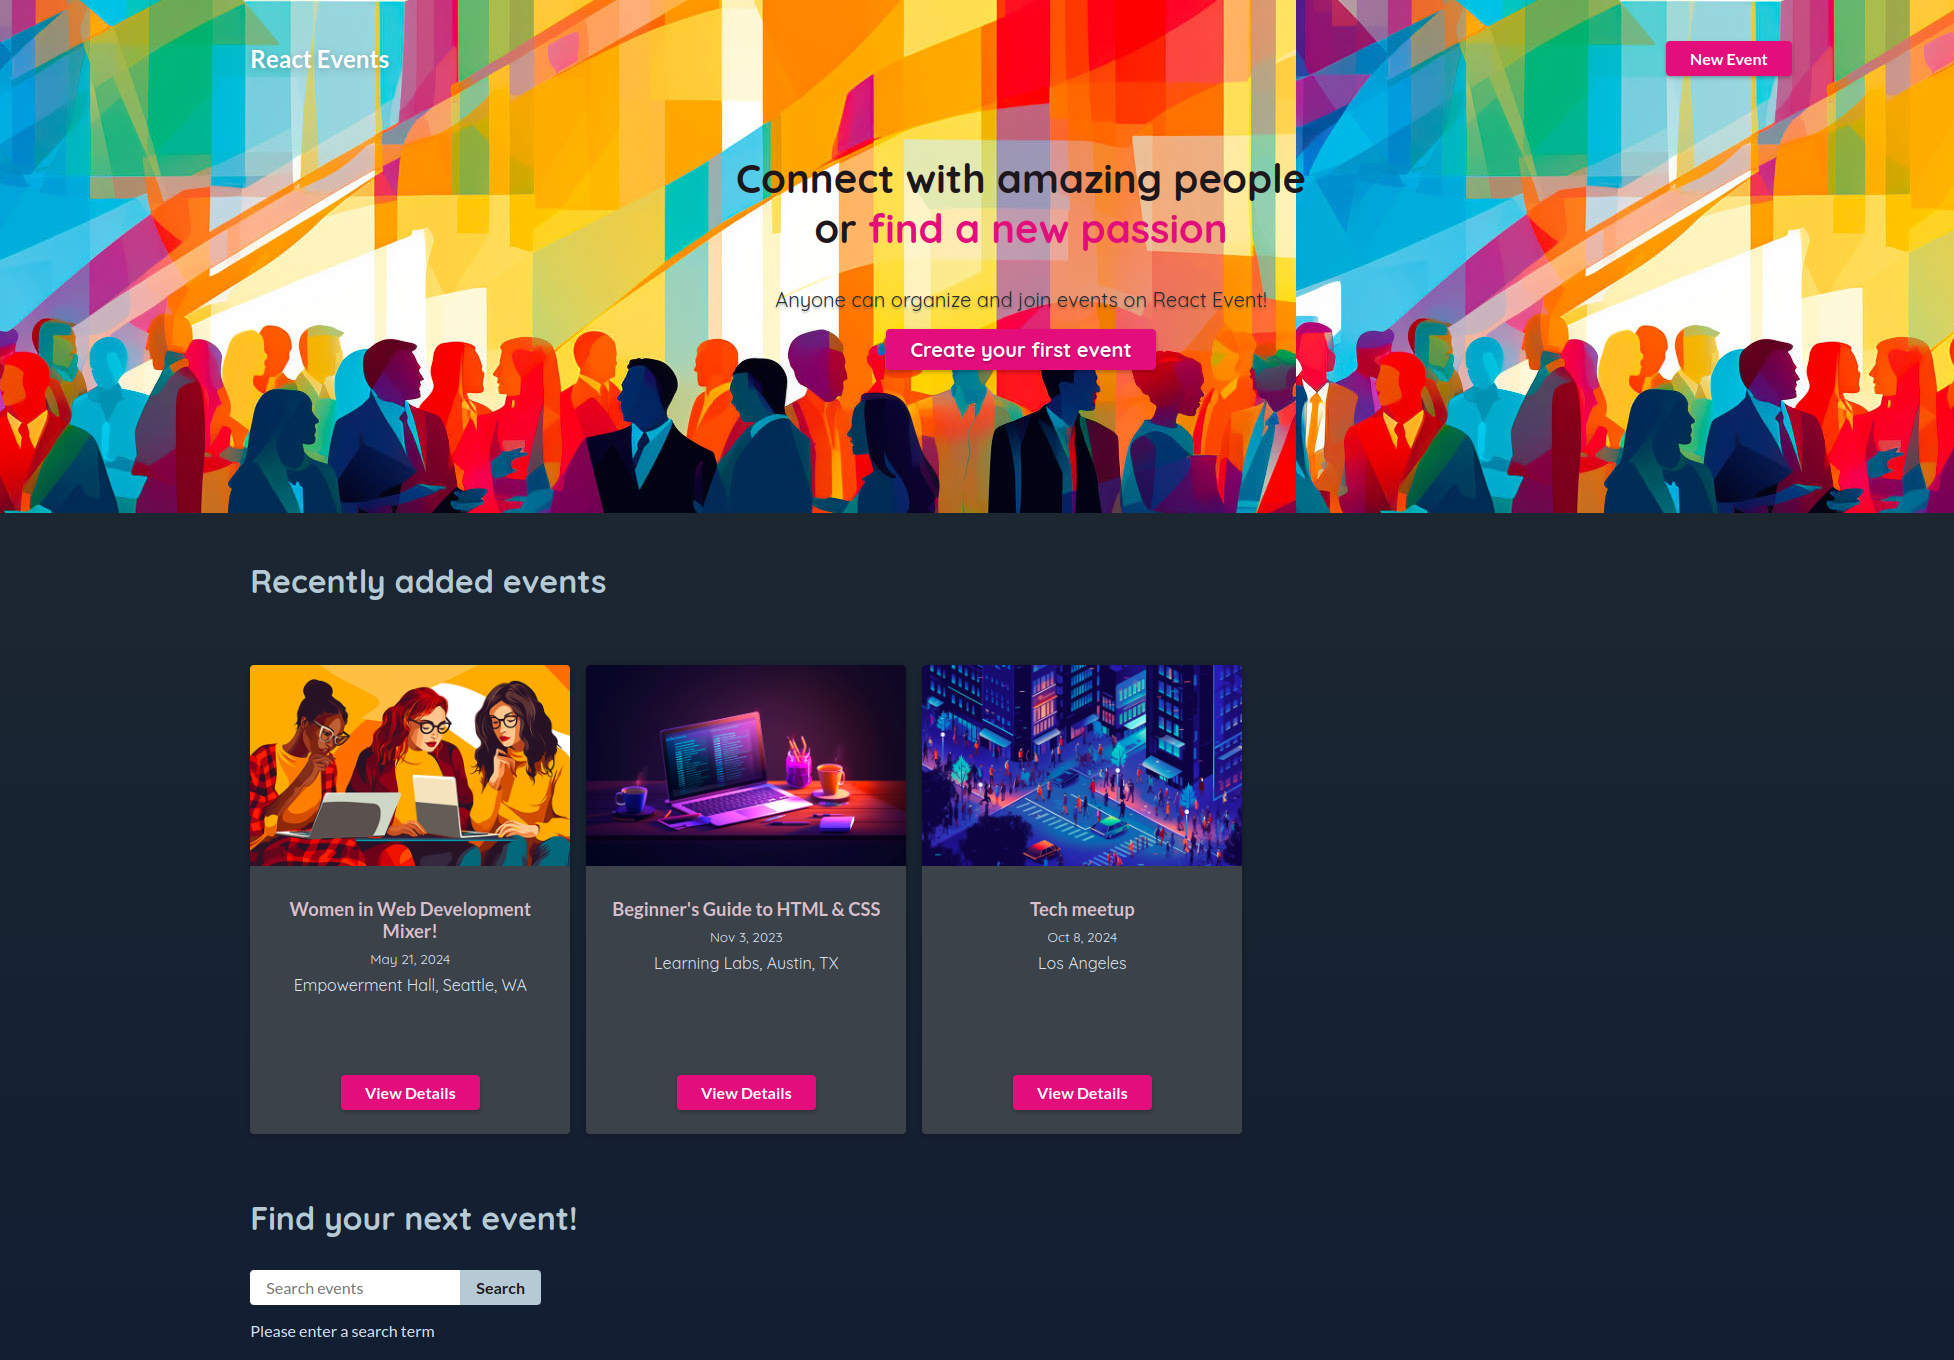 React Events
New Event
Connect with amazing people
or find a new passion
Anyone can organize and join events on React Event!
Create your first event
Recently added events
Women in Web Development
Mixer!
May 21, 2024
Empowerment Hall, Seattle, WA
View Details
Beginner's Guide to HTML & CSS
Nov 3, 2023
Learning Labs, Austin, TX
View Details
Tech meetup
Oct 8, 2024
Los Angeles
View Details
Find your next event!
Search events
Search
Please enter a search term